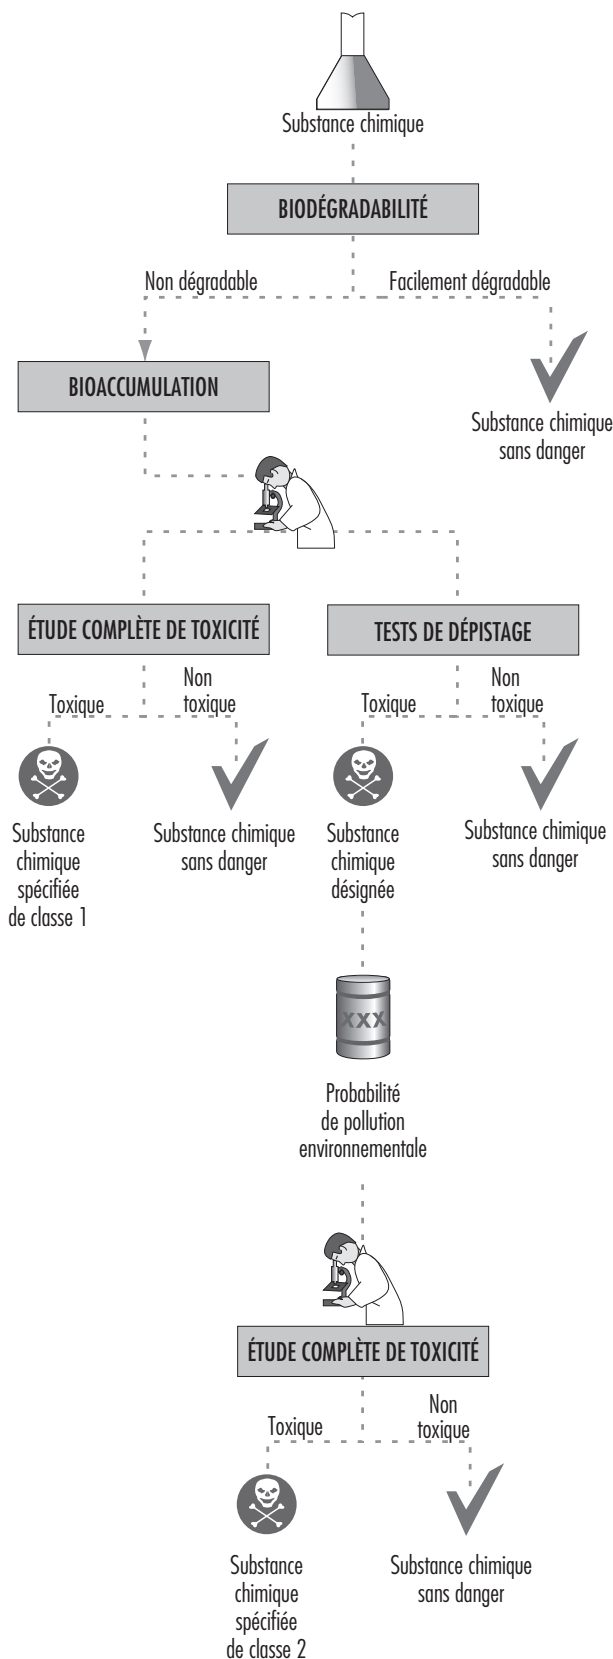 Substance chimique
BIODÉGRADABILITÉ
Non dégradable
Facilement dégradable
BIOACCUMULATION
Substance chimique
sans danger
ÉTUDE COMPLÈTE DE TOXICITÉ
TESTS DE DÉPISTAGE
Toxique
Non
toxique
Toxique
Non
toxique
Substance
chimique
spécifiée
de classe 1
Substance chimique
sans danger
Substance
chimique
désignée
Substance chimique
sans danger
XXX
Probabilité
de pollution
environnementale
ÉTUDE COMPLÈTE DE TOXICITÉ
Toxique
Non
toxique
Substance
chimique
spécifiée
de classe 2
Substance chimique
sans danger